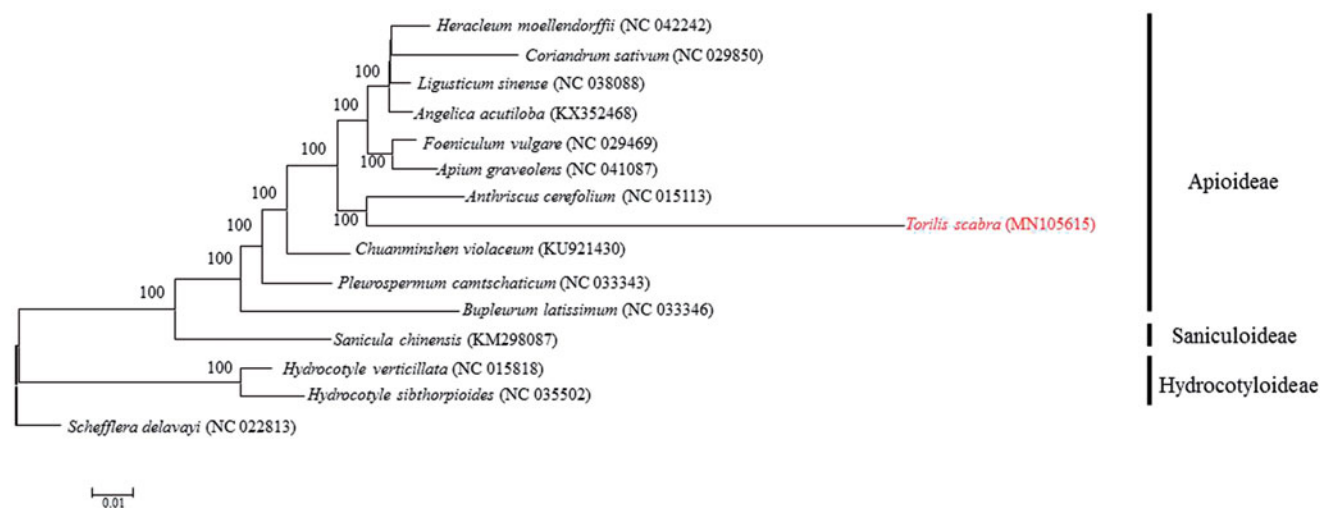 Heracleum moellendorffii (NC 042242)
Coriandrum sativum (NC 029850)
100
Ligusticum sinense (NC 038088)
100
Angelica acutiloba (KX352468)
Foeniculum vulgare (NC 029469)
100
100
Apium graveolens (NC 041087)
Apioideae
100
Anthriscus cerefolium (NC 015113)
100
Torilis scabra (MN105615)
100
Chuanminshen violaceum (KU921430)
100
Pleurospermum camtschaticum (NC 033343)
100
Bupleurum latissimum (NC 033346)
Sanicula chinensis (KM298087)
Saniculoideae
100
Hydrocotyle verticillata (NC 015818)
Hydrocotyloideae
Hydrocotyle sibthorpioides (NC 035502)
Schefflera delavayi (NC 022813)
0.01